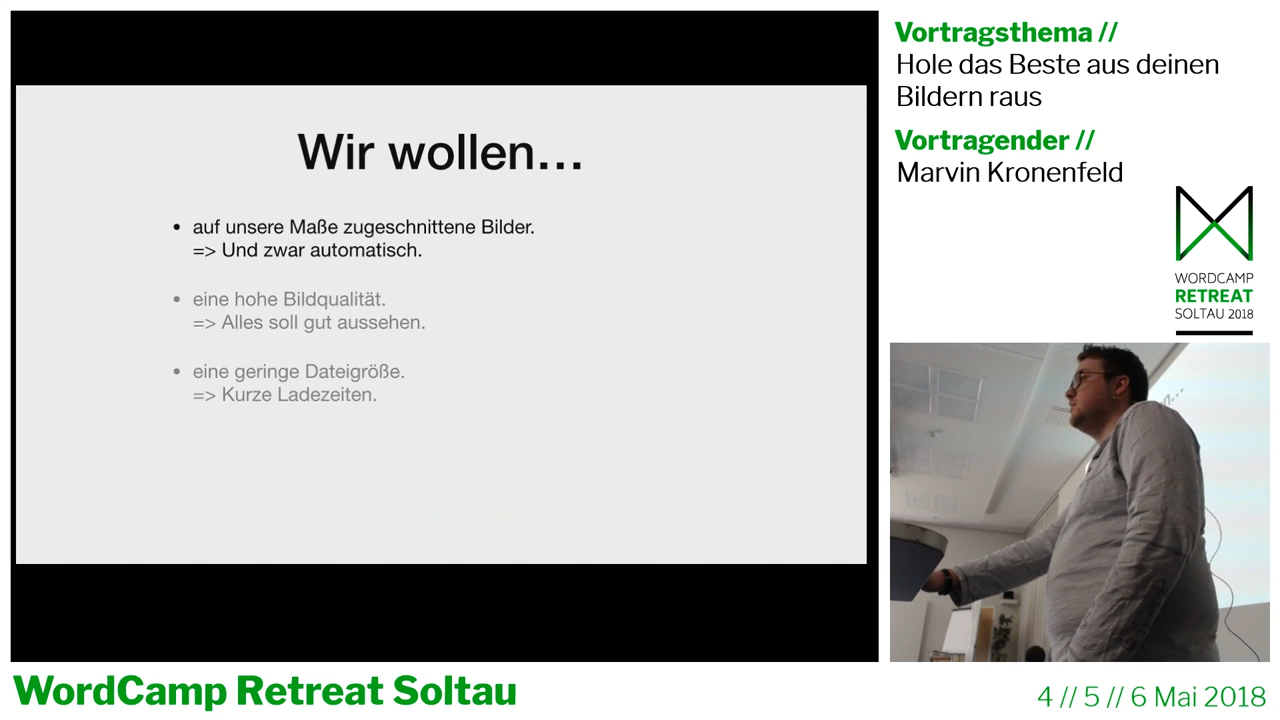 Wir wollen...
• auf unsere Maße zugeschnittene Bilder.
=> Und zwar automatisch.
• eine hohe Bildqualität.
=> Alles soll gut aussehen.
• eine geringe Dateigröße.
=> Kurze Ladezeiten.
Vortragsthema //
Hole das Beste aus deinen
Bildern raus
Vortragender //
Marvin Kronenfeld
WORDCAMP
RETREAT
SOLTAU 2018
WordCamp Retreat Soltau
4 // 5 // 6 Mai 2018